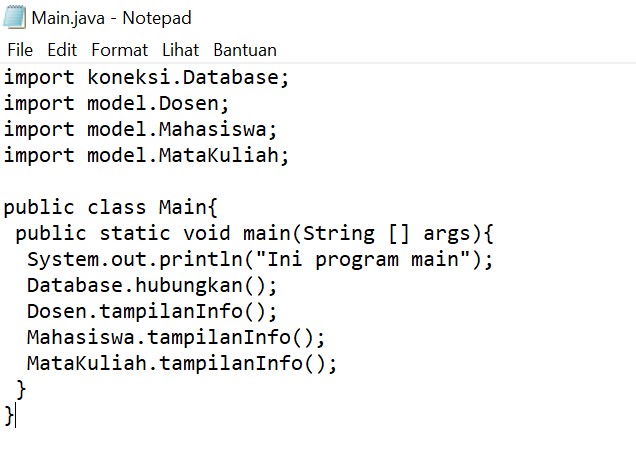 Main.java - Notepad
File Edit Format Lihat Bantuan
import koneksi.Database;
import model.Dosen;
import model.Mahasiswa;
import model.MataKuliah;

public class Main{
 public static void main(String [] args){
  System.out.println("Ini program main");
  Database.hubungkan();
  Dosen.tampilanInfo();
  Mahasiswa.tampilanInfo();
  MataKuliah.tampilanInfo();
 }
}